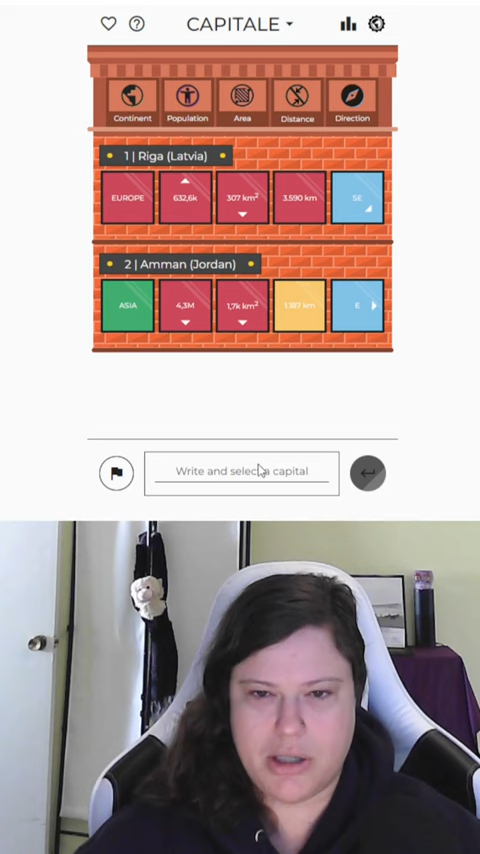 CAPITALE
Continent
Population
Area
Distance
Direction
1 | Riga (Latvia)
EUROPE
632,6k
307 km²
3.590 km
SE
2 | Amman (Jordan)
ASIA
4,3M
1,7k km²
1.187 km
E
Write and select a capital